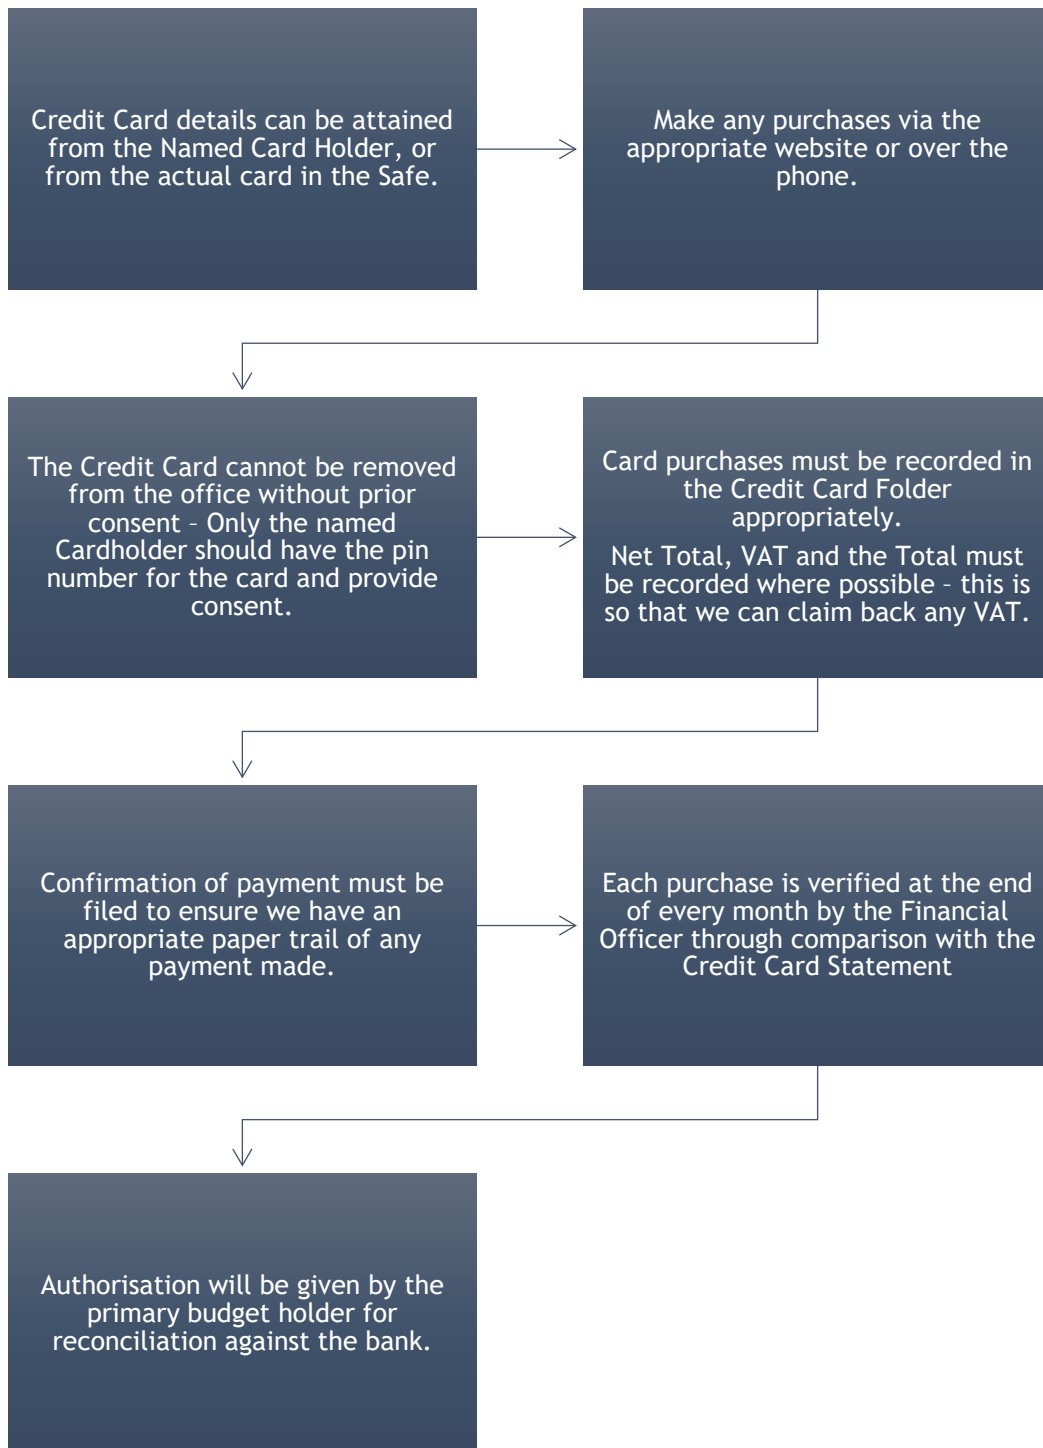 Credit Card details can be attained
from the Named Card Holder, or
from the actual card in the Safe.
Make any purchases via the
appropriate website or over the
phone.
The Credit Card cannot be removed
from the office without prior
consent – Only the named
Cardholder should have the pin
number for the card and provide
consent.
Card purchases must be recorded in
the Credit Card Folder
appropriately.
Net Total, VAT and the Total must
be recorded where possible – this is
so that we can claim back any VAT.
Confirmation of payment must be
filed to ensure we have an
appropriate paper trail of any
payment made.
Each purchase is verified at the end
of every month by the Financial
Officer through comparison with the
Credit Card Statement
Authorisation will be given by the
primary budget holder for
reconciliation against the bank.